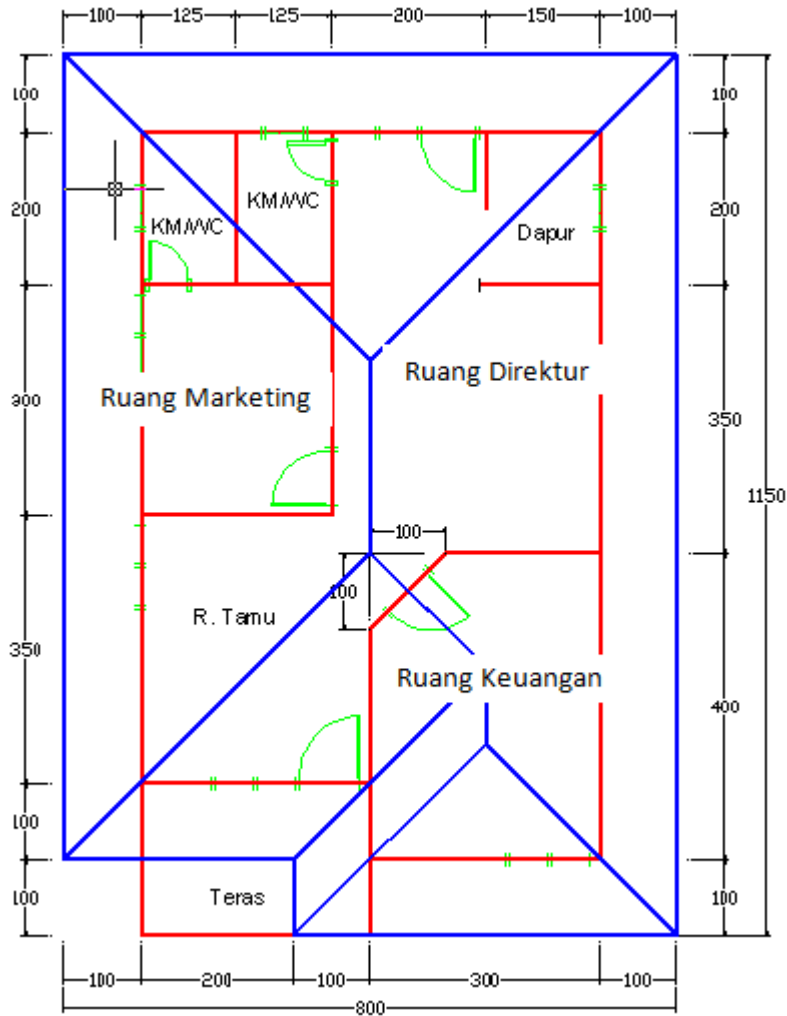 100 125 125 200 150 100
100 100
KM/WC
200 KM/WC Dapur 200
Ruang Direktur
300 Ruang Marketing 350
1150
100
100
R. Tamu
350
Ruang Keuangan
400
100
100 Teras 100
100 200 100 300 100
800